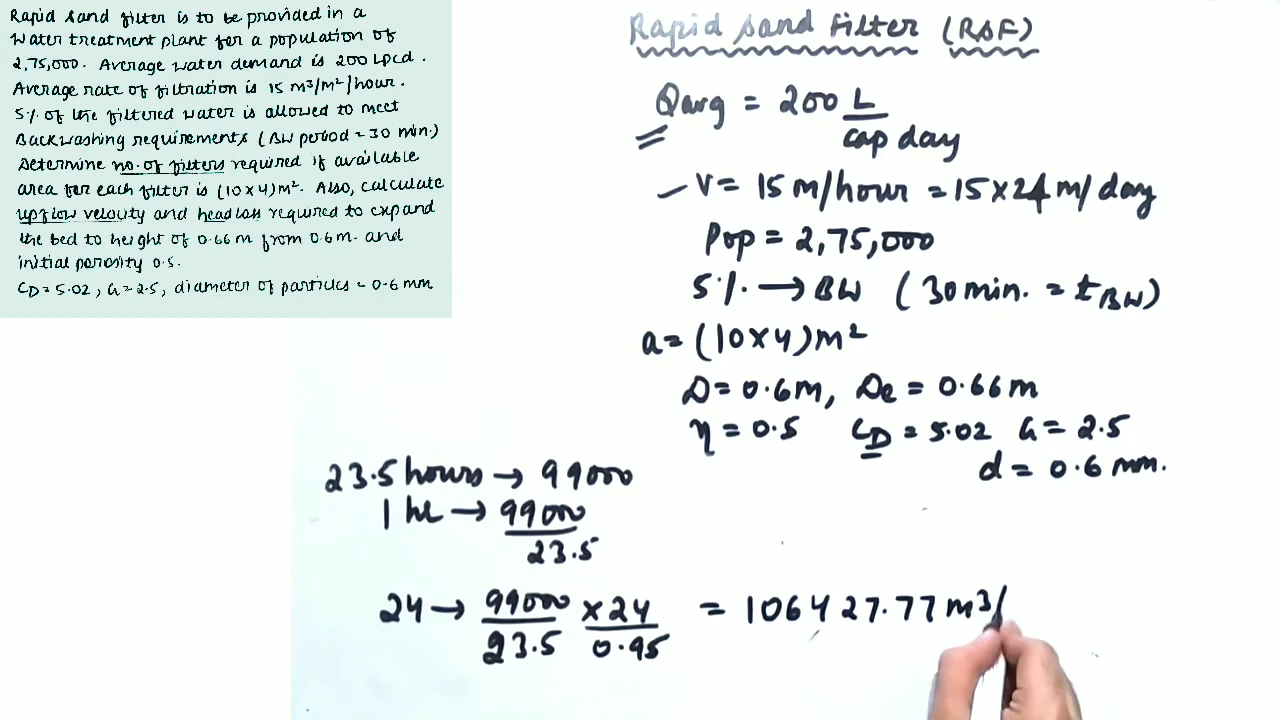 Rapid sand filter is to be provided in a
water treatment plant for a population of
2,75,000. Average water demand is 200 Lpcd.
Average rate of filtration is 15 m³/m²/hour.
5% of the filtered water is allowed to meet
Backwashing requirements (BW period = 30 min.)
Determine no. of filters required if available
area for each filter is (10×4)m². Also, calculate
upflow velocity and headloss required to expand
the bed to height of 0.66 m from 0.6 m. and
initial porosity 0.5.
CD = 5.02, G = 2.5, diameter of particles = 0.6 mm
Rapid sand Filter (RSF)
Qavg = 200 L/cap day
V = 15 m/hour = 15×24 m/day
Pop = 2,75,000
5% → BW (30 min. = tBW)
a = (10×4)m²
D = 0.6m, De = 0.66 m
η = 0.5 CD = 5.02 G = 2.5
d = 0.6 mm.
23.5 hours → 99000
1 hr → 99000/23.5
24 → 99000/23.5 × 24/0.95 = 106427.77 m³/